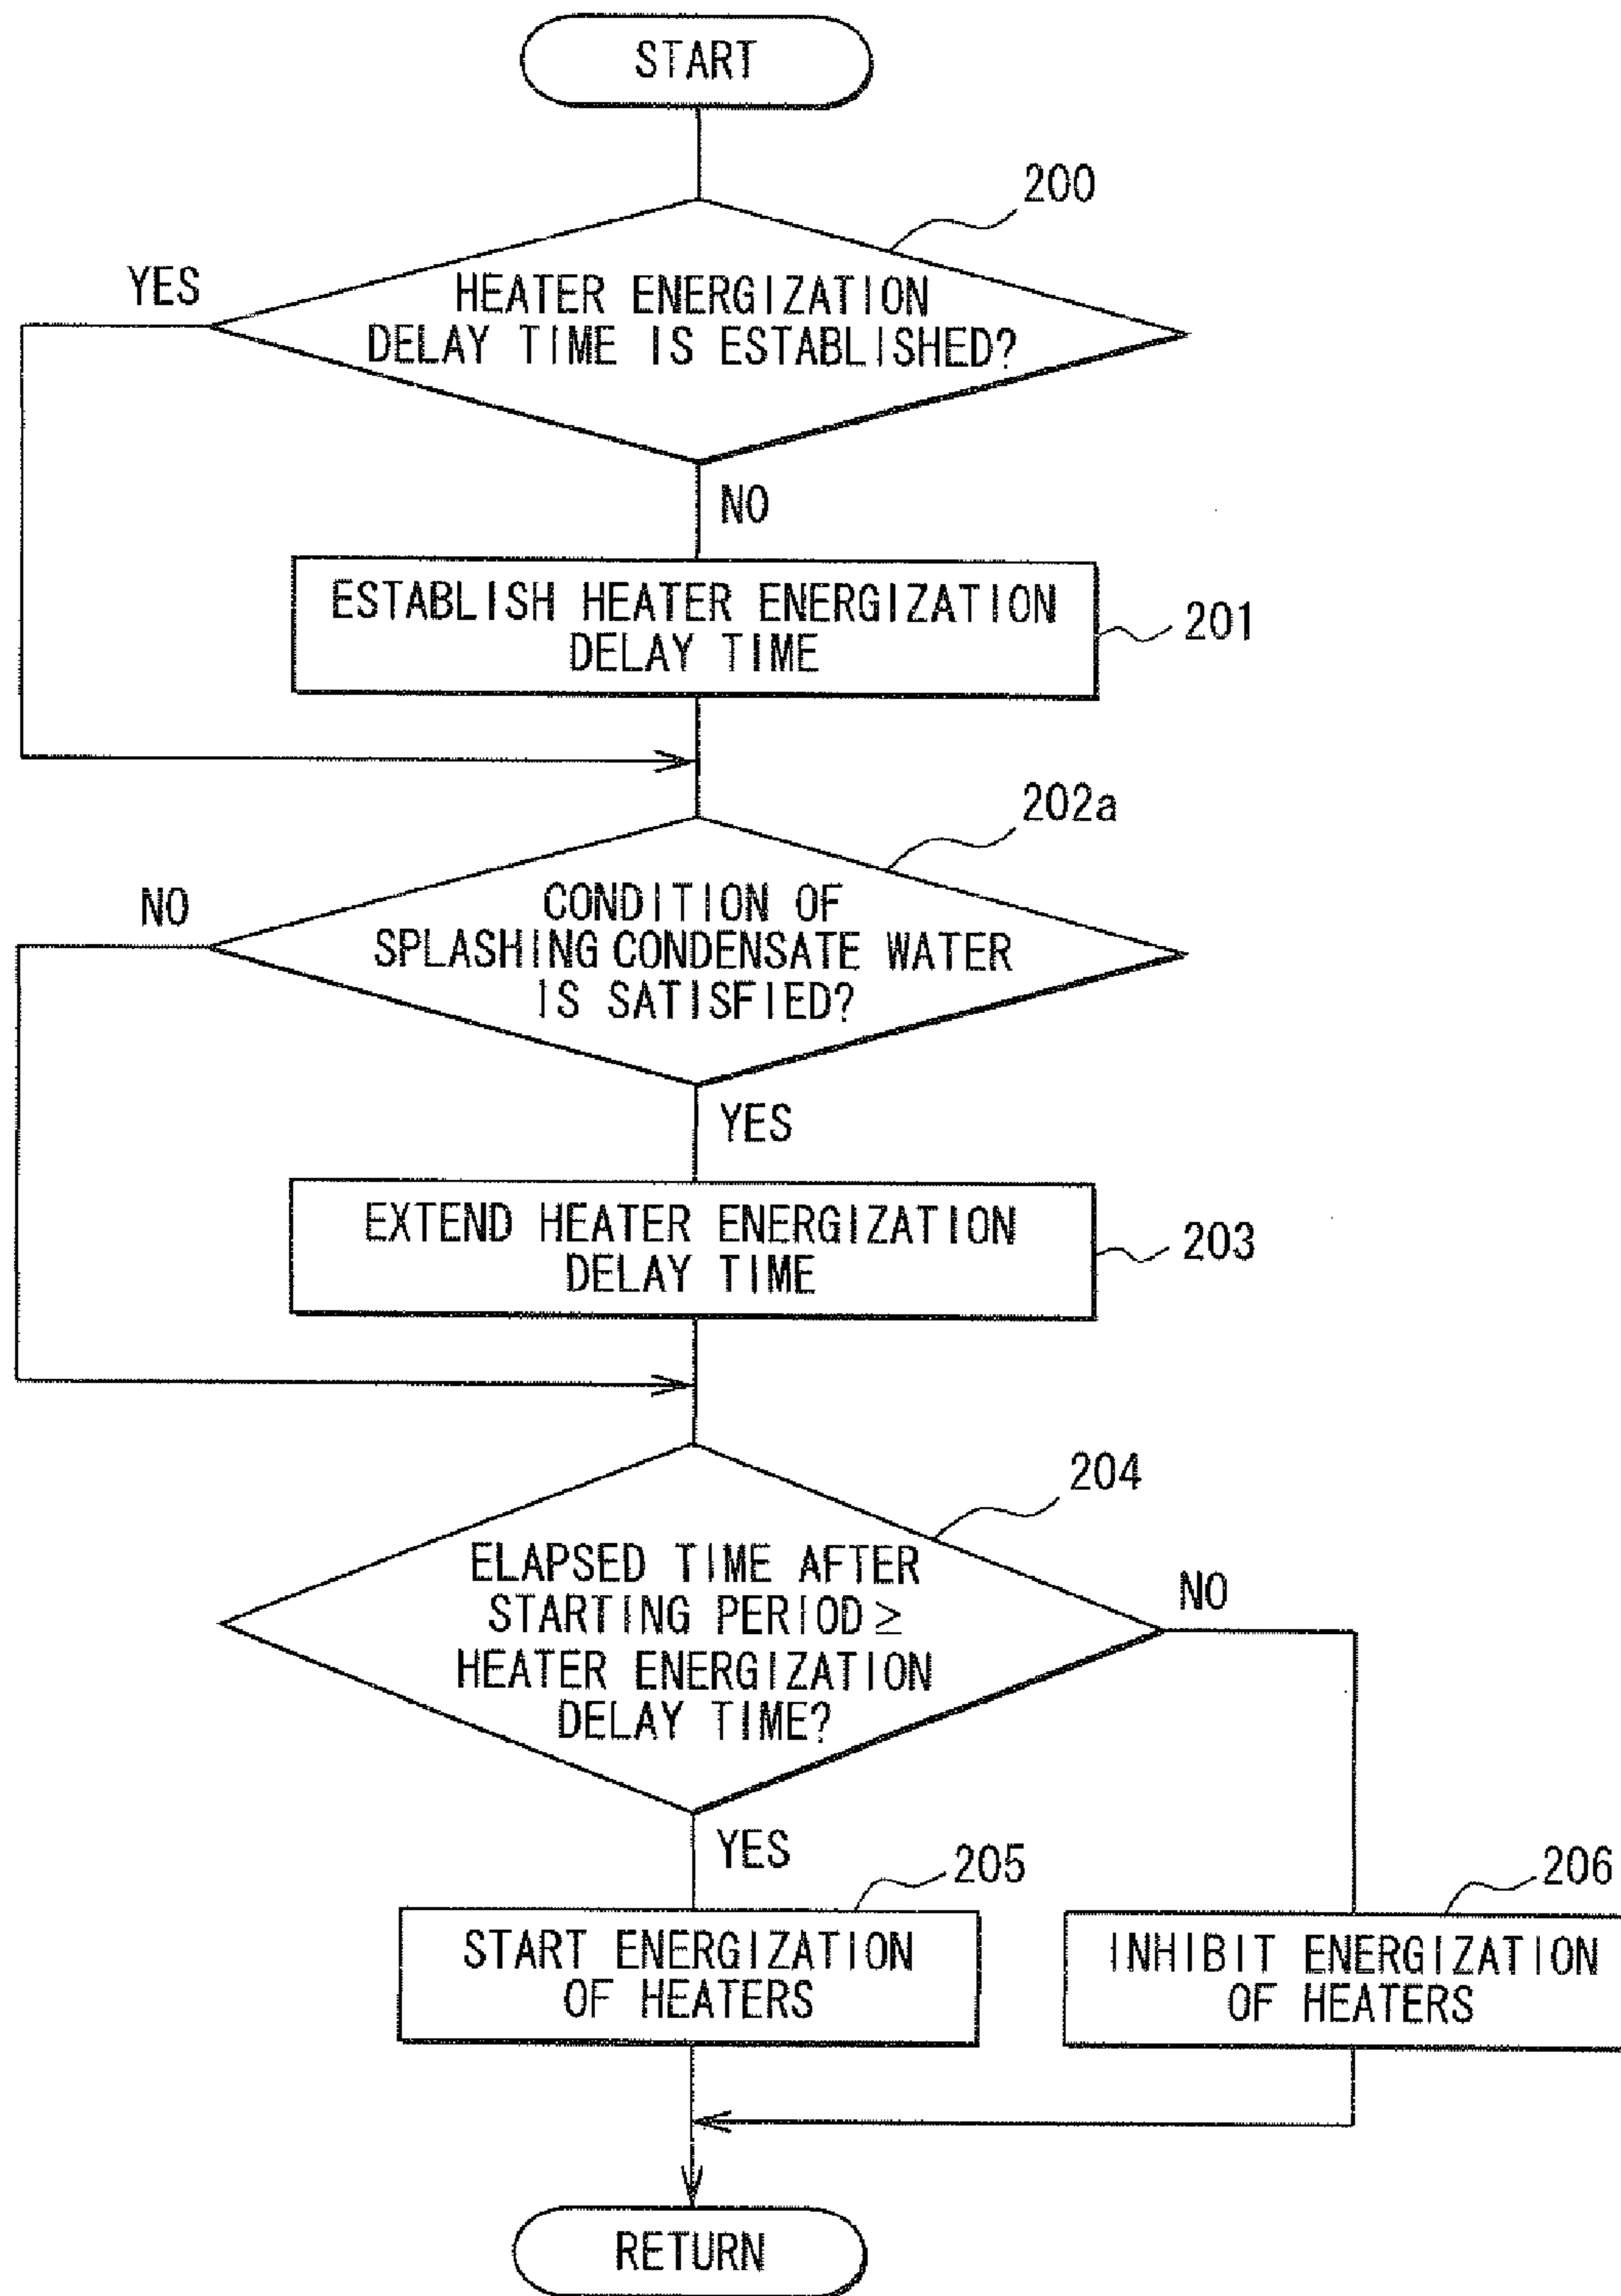 START
200
YES
HEATER ENERGIZATION
DELAY TIME IS ESTABLISHED?
NO
ESTABLISH HEATER ENERGIZATION
DELAY TIME
201
202a
NO
CONDITION OF
SPLASHING CONDENSATE WATER
IS SATISFIED?
YES
EXTEND HEATER ENERGIZATION
DELAY TIME
203
204
ELAPSED TIME AFTER
STARTING PERIOD ≥
HEATER ENERGIZATION
DELAY TIME?
NO
YES
205
206
START ENERGIZATION
OF HEATERS
INHIBIT ENERGIZATION
OF HEATERS
RETURN